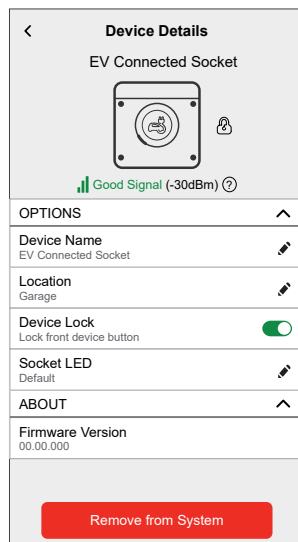 Device Details
EV Connected Socket
Good Signal (-30dBm) ?
OPTIONS
Device Name
EV Connected Socket
Location
Garage
Device Lock
Lock front device button
Socket LED
Default
ABOUT
Firmware Version
00.00.000
Remove from System